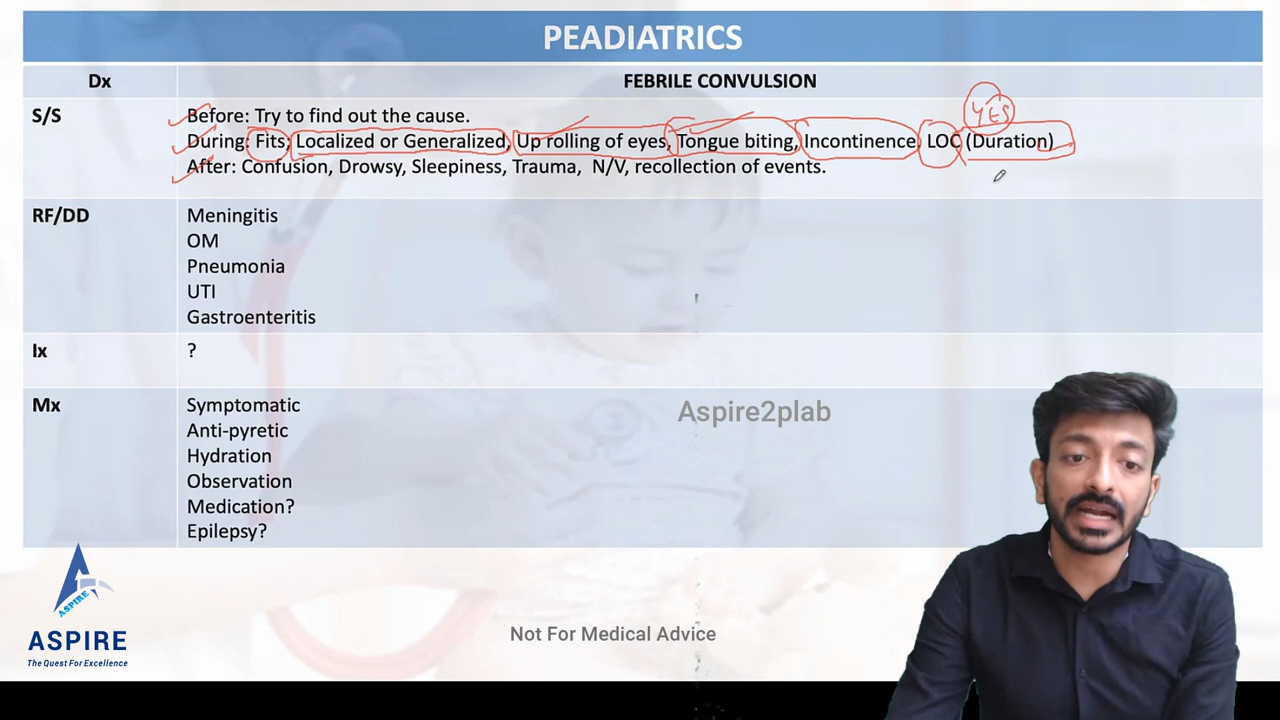 PEADIATRICS
Dx
FEBRILE CONVULSION
S/S
Before: Try to find out the cause.
YES
During: Fits, Localized or Generalized, Up rolling of eyes, Tongue biting, Incontinence, LOC (Duration)
After: Confusion, Drowsy, Sleepiness, Trauma, N/V, recollection of events.
RF/DD
Meningitis
OM
Pneumonia
UTI
Gastroenteritis
Ix
?
Mx
Symptomatic
Anti-pyretic
Hydration
Observation
Medication?
Epilepsy?
Aspire2plab
ASPIRE
ASPIRE
The Quest For Excellence
Not For Medical Advice